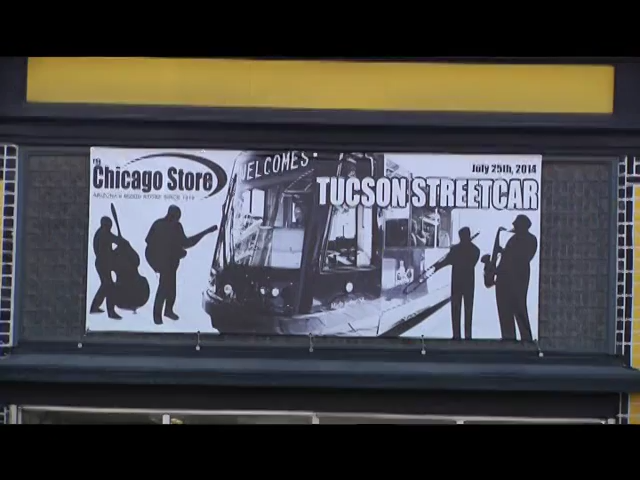 THE
Chicago Store
ARIZONA'S MUSIC STORE SINCE 1919
WELCOMES
July 25th, 2014
TUCSON STREETCAR